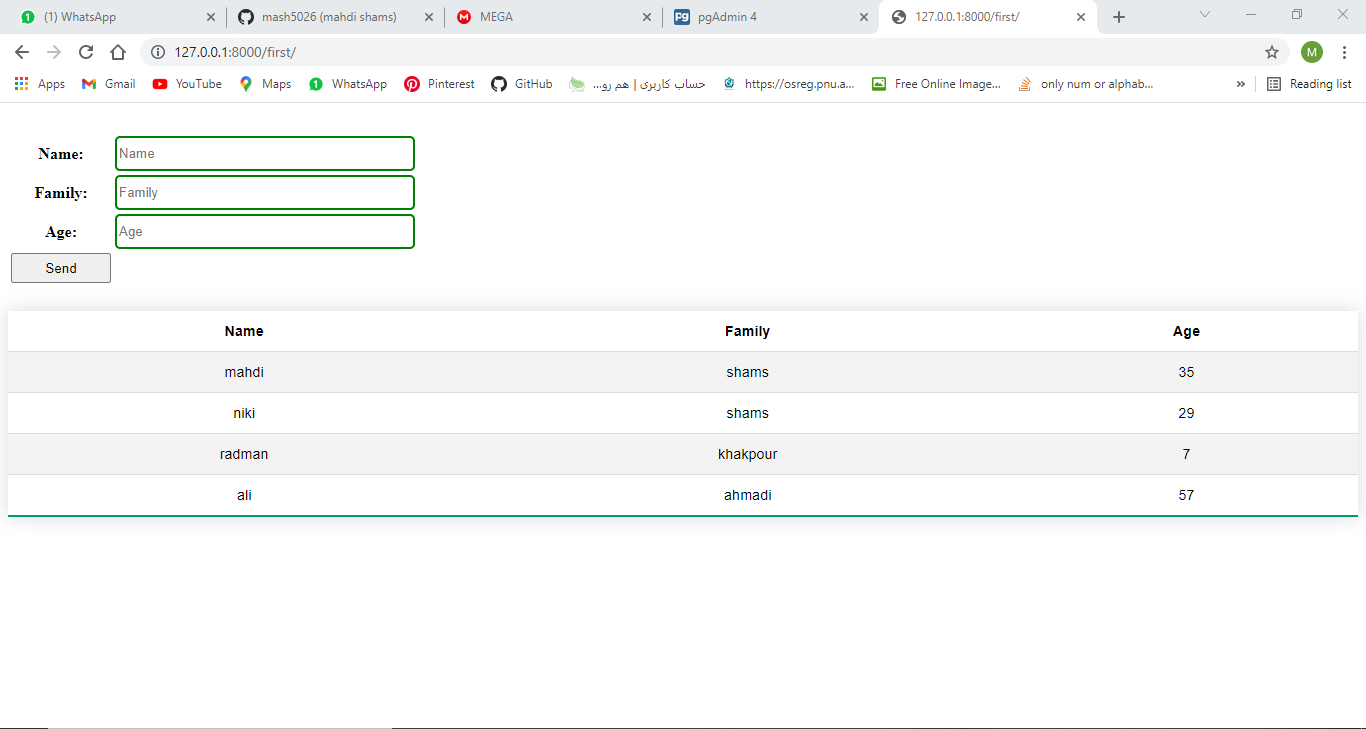 (1) WhatsApp mash5026 (mahdi shams) MEGA pgAdmin 4 127.0.0.1:8000/first/
127.0.0.1:8000/first/ M
Apps Gmail YouTube Maps WhatsApp Pinterest GitHub حساب کاربری | هم رو... https://osreg.pnu.a... Free Online Image... only num or alphab... » Reading list
Name: Name
Family: Family
Age: Age
Send
Name Family Age
mahdi shams 35
niki shams 29
radman khakpour 7
ali ahmadi 57